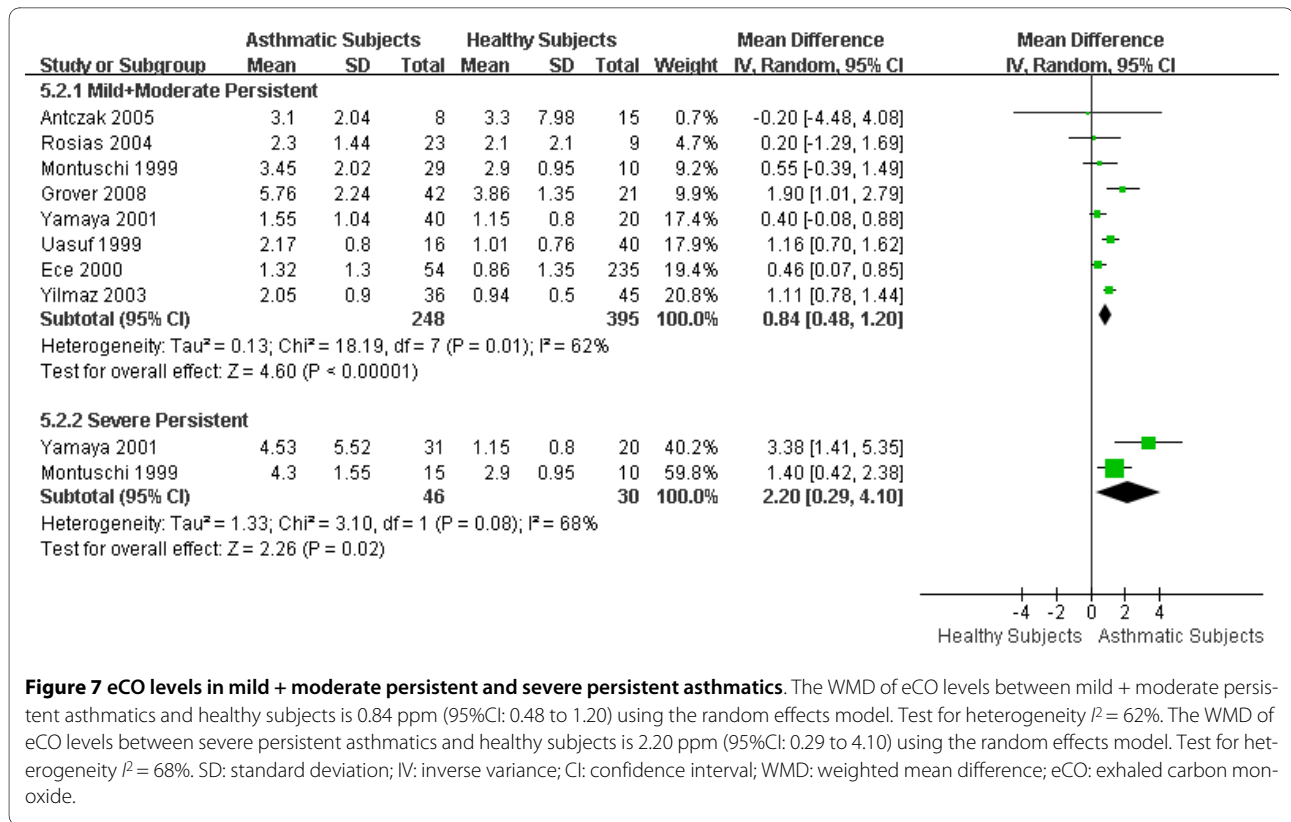 Asthmatic Subjects Healthy Subjects Mean Difference Mean Difference
Study or Subgroup Mean SD Total Mean SD Total Weight IV, Random, 95% CI IV, Random, 95% CI
5.2.1 Mild+Moderate Persistent
Antczak 2005 3.1 2.04 8 3.3 7.98 15 0.7% -0.20 [-4.48, 4.08]
Rosias 2004 2.3 1.44 23 2.1 2.1 9 4.7% 0.20 [-1.29, 1.69]
Montuschi 1999 3.45 2.02 29 2.9 0.95 10 9.2% 0.55 [-0.39, 1.49]
Grover 2008 5.76 2.24 42 3.86 1.35 21 9.9% 1.90 [1.01, 2.79]
Yamaya 2001 1.55 1.04 40 1.15 0.8 20 17.4% 0.40 [-0.08, 0.88]
Uasuf 1999 2.17 0.8 16 1.01 0.76 40 17.9% 1.16 [0.70, 1.62]
Ece 2000 1.32 1.3 54 0.86 1.35 235 19.4% 0.46 [0.07, 0.85]
Yilmaz 2003 2.05 0.9 36 0.94 0.5 45 20.8% 1.11 [0.78, 1.44]
Subtotal (95% CI) 248 395 100.0% 0.84 [0.48, 1.20]
Heterogeneity: Tau² = 0.13; Chi² = 18.19, df = 7 (P = 0.01); I² = 62%
Test for overall effect: Z = 4.60 (P < 0.00001)
5.2.2 Severe Persistent
Yamaya 2001 4.53 5.52 31 1.15 0.8 20 40.2% 3.38 [1.41, 5.35]
Montuschi 1999 4.3 1.55 15 2.9 0.95 10 59.8% 1.40 [0.42, 2.38]
Subtotal (95% CI) 46 30 100.0% 2.20 [0.29, 4.10]
Heterogeneity: Tau² = 1.33; Chi² = 3.10, df = 1 (P = 0.08); I² = 68%
Test for overall effect: Z = 2.26 (P = 0.02)
-4 -2 0 2 4
Healthy Subjects Asthmatic Subjects
Figure 7 eCO levels in mild + moderate persistent and severe persistent asthmatics. The WMD of eCO levels between mild + moderate persis-
tent asthmatics and healthy subjects is 0.84 ppm (95%CI: 0.48 to 1.20) using the random effects model. Test for heterogeneity I² = 62%. The WMD of
eCO levels between severe persistent asthmatics and healthy subjects is 2.20 ppm (95%CI: 0.29 to 4.10) using the random effects model. Test for het-
erogeneity I² = 68%. SD: standard deviation; IV: inverse variance; CI: confidence interval; WMD: weighted mean difference; eCO: exhaled carbon mon-
oxide.